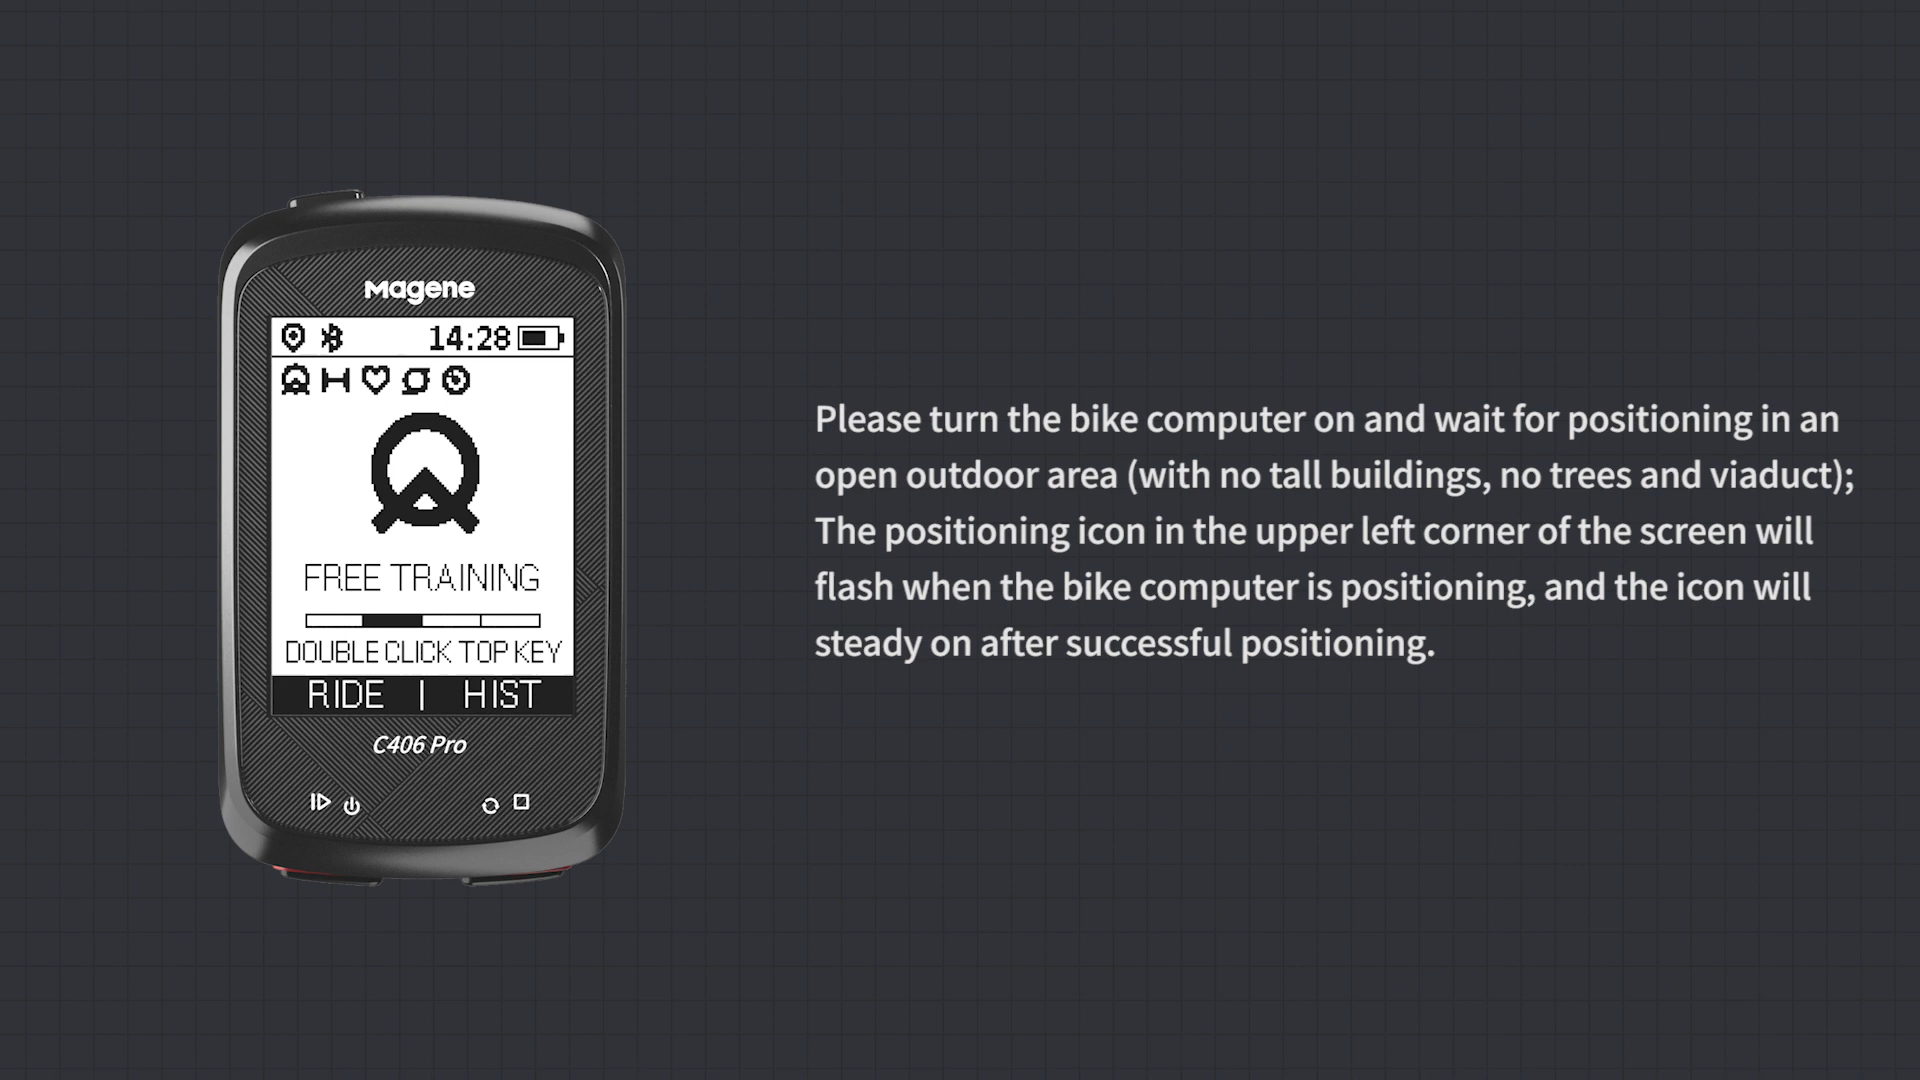 Magene
14:28
FREE TRAINING
DOUBLE CLICK TOP KEY
RIDE | HIST
C406 Pro
Please turn the bike computer on and wait for positioning in an
open outdoor area (with no tall buildings, no trees and viaduct);
The positioning icon in the upper left corner of the screen will
flash when the bike computer is positioning, and the icon will
steady on after successful positioning.